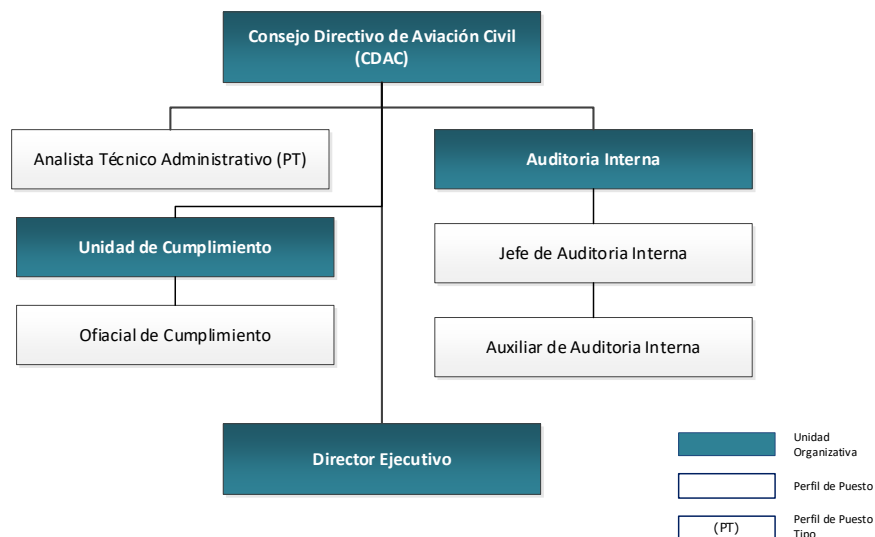 Consejo Directivo de Aviación Civil
(CDAC)
Analista Técnico Administrativo (PT)
Auditoria Interna
Unidad de Cumplimiento
Jefe de Auditoria Interna
Ofiacial de Cumplimiento
Auxiliar de Auditoria Interna
Director Ejecutivo
Unidad
Organizativa
Perfil de Puesto
(PT)
Perfil de Puesto
Tipo